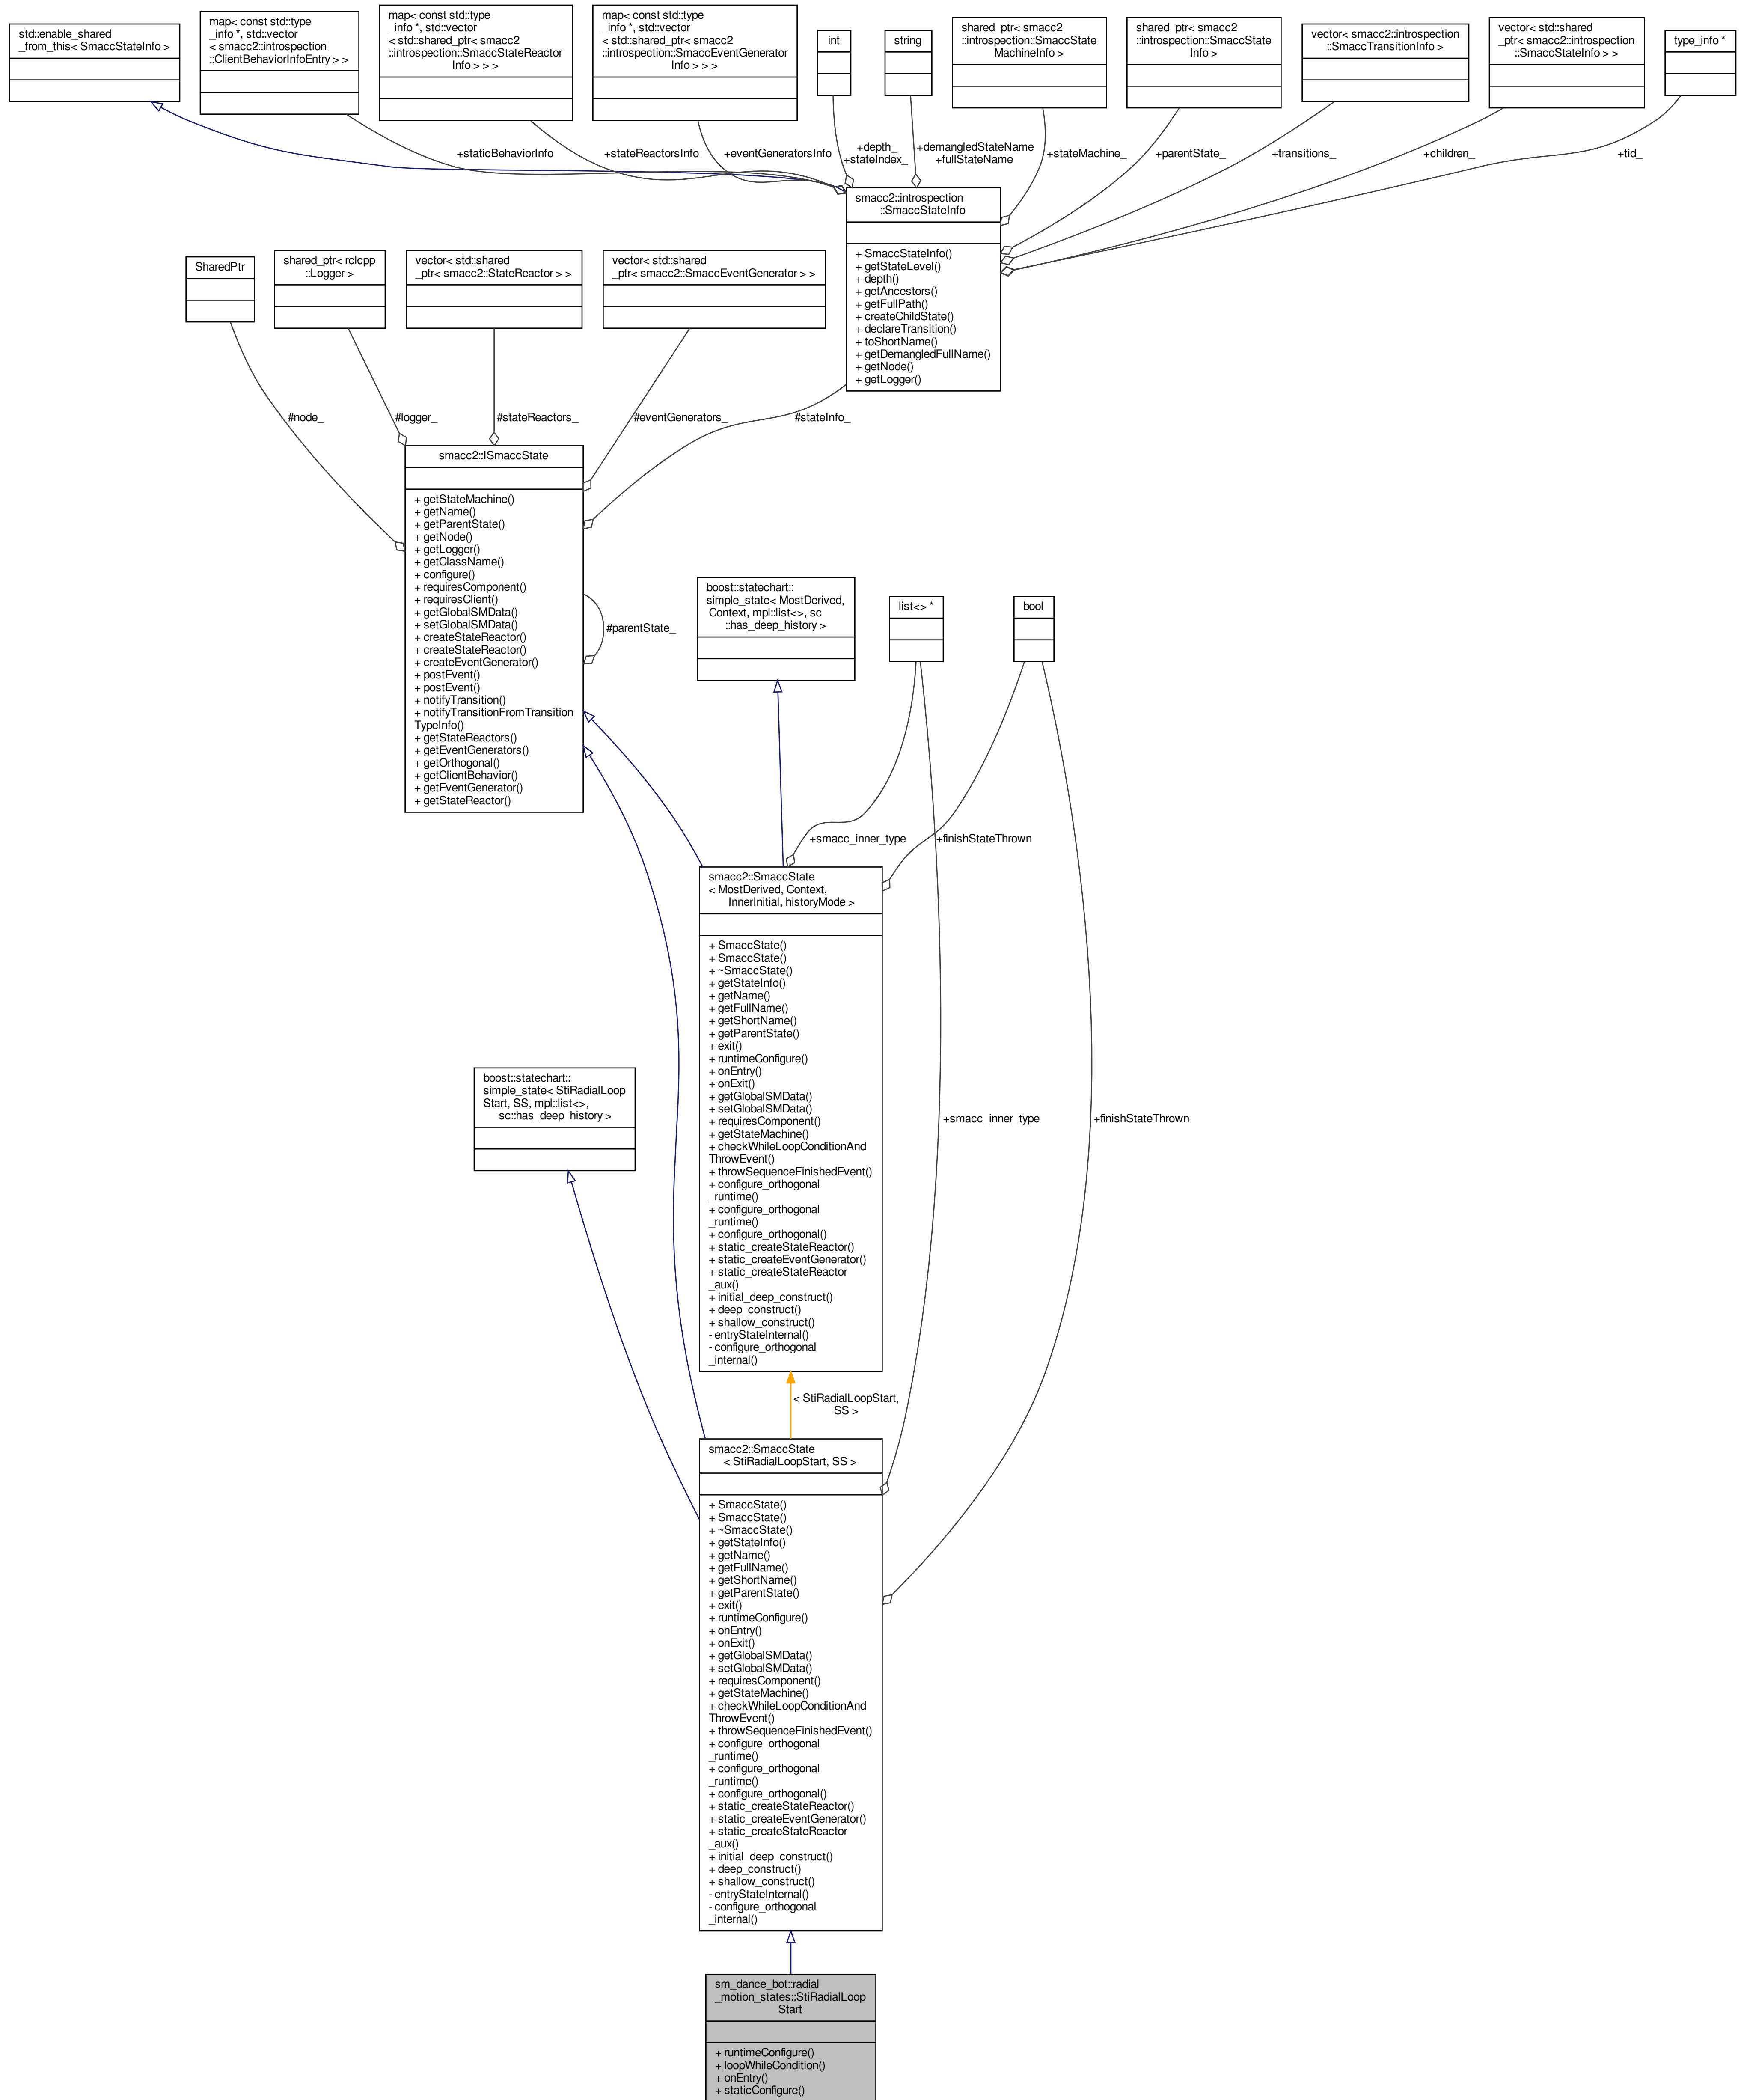 std::enable_shared
_from_this< SmaccStateInfo >
map< const std::type
_info *, std::vector
< smacc2::introspection
::ClientBehaviorInfoEntry > >
map< const std::type
_info *, std::vector
< std::shared_ptr< smacc2
::introspection::SmaccStateReactor
Info > > >
map< const std::type
_info *, std::vector
< std::shared_ptr< smacc2
::introspection::SmaccEventGenerator
Info > > >
int
string
shared_ptr< smacc2
::introspection::SmaccState
MachineInfo >
shared_ptr< smacc2
::introspection::SmaccState
Info >
vector< smacc2::introspection
::SmaccTransitionInfo >
vector< std::shared
_ptr< smacc2::introspection
::SmaccStateInfo > >
type_info *
+staticBehaviorInfo
+stateReactorsInfo
+eventGeneratorsInfo
+depth_
+stateIndex_
+demangledStateName
+fullStateName
+stateMachine_
+parentState_
+transitions_
+children_
+tid_
smacc2::introspection
::SmaccStateInfo
+ SmaccStateInfo()
+ getStateLevel()
+ depth()
+ getAncestors()
+ getFullPath()
+ createChildState()
+ declareTransition()
+ toShortName()
+ getDemangledFullName()
+ getNode()
+ getLogger()
SharedPtr
shared_ptr< rclcpp
::Logger >
vector< std::shared
_ptr< smacc2::StateReactor > >
vector< std::shared
_ptr< smacc2::SmaccEventGenerator > >
#node_
#logger_
#stateReactors_
#eventGenerators_
#stateInfo_
smacc2::ISmaccState
+ getStateMachine()
+ getName()
+ getParentState()
+ getNode()
+ getLogger()
+ getClassName()
+ configure()
+ requiresComponent()
+ requiresClient()
+ getGlobalSMData()
+ setGlobalSMData()
+ createStateReactor()
+ createStateReactor()
+ createEventGenerator()
+ postEvent()
+ postEvent()
+ notifyTransition()
+ notifyTransitionFromTransition
TypeInfo()
+ getStateReactors()
+ getEventGenerators()
+ getOrthogonal()
+ getClientBehavior()
+ getEventGenerator()
+ getStateReactor()
#parentState_
boost::statechart::
simple_state< MostDerived,
Context, mpl::list<>, sc
::has_deep_history >
list<> *
bool
+smacc_inner_type
+finishStateThrown
smacc2::SmaccState
< MostDerived, Context,
InnerInitial, historyMode >
+ SmaccState()
+ SmaccState()
+ ~SmaccState()
+ getStateInfo()
+ getName()
+ getFullName()
+ getShortName()
+ getParentState()
+ exit()
+ runtimeConfigure()
+ onEntry()
+ onExit()
+ getGlobalSMData()
+ setGlobalSMData()
+ requiresComponent()
+ getStateMachine()
+ checkWhileLoopConditionAnd
ThrowEvent()
+ throwSequenceFinishedEvent()
+ configure_orthogonal
_runtime()
+ configure_orthogonal
_runtime()
+ configure_orthogonal()
+ static_createStateReactor()
+ static_createEventGenerator()
+ static_createStateReactor
_aux()
+ initial_deep_construct()
+ deep_construct()
+ shallow_construct()
- entryStateInternal()
- configure_orthogonal
_internal()
boost::statechart::
simple_state< StiRadialLoop
Start, SS, mpl::list<>,
sc::has_deep_history >
+smacc_inner_type
+finishStateThrown
< StiRadialLoopStart,
SS >
smacc2::SmaccState
< StiRadialLoopStart, SS >
+ SmaccState()
+ SmaccState()
+ ~SmaccState()
+ getStateInfo()
+ getName()
+ getFullName()
+ getShortName()
+ getParentState()
+ exit()
+ runtimeConfigure()
+ onEntry()
+ onExit()
+ getGlobalSMData()
+ setGlobalSMData()
+ requiresComponent()
+ getStateMachine()
+ checkWhileLoopConditionAnd
ThrowEvent()
+ throwSequenceFinishedEvent()
+ configure_orthogonal
_runtime()
+ configure_orthogonal
_runtime()
+ configure_orthogonal()
+ static_createStateReactor()
+ static_createEventGenerator()
+ static_createStateReactor
_aux()
+ initial_deep_construct()
+ deep_construct()
+ shallow_construct()
- entryStateInternal()
- configure_orthogonal
_internal()
sm_dance_bot::radial
_motion_states::StiRadialLoop
Start
+ runtimeConfigure()
+ loopWhileCondition()
+ onEntry()
+ staticConfigure()